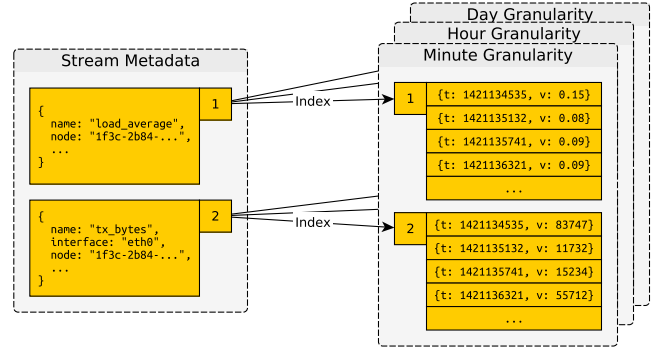 Day Granularity
Hour Granularity
Minute Granularity
Stream Metadata
1
{
name: "load_average",
node: "1f3c-2b84-...",
...
}
Index
1
{t: 1421134535, v: 0.15}
{t: 1421135132, v: 0.08}
{t: 1421135741, v: 0.09}
{t: 1421136321, v: 0.09}
...
2
{
name: "tx_bytes",
interface: "eth0",
node: "1f3c-2b84-...",
...
}
Index
2
{t: 1421134535, v: 83747}
{t: 1421135132, v: 11732}
{t: 1421135741, v: 15234}
{t: 1421136321, v: 55712}
...